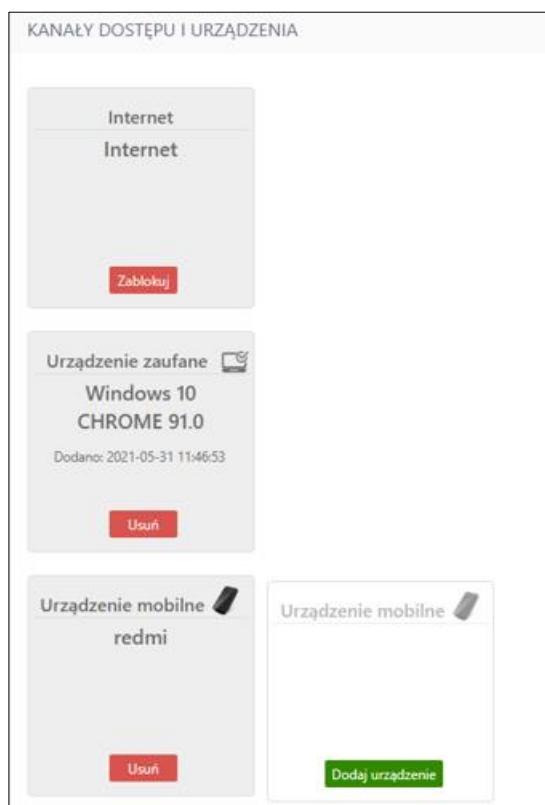 KANAŁY DOSTĘPU I URZĄDZENIA
Internet
Internet
Zablokuj
Urządzenie zaufane
Windows 10
CHROME 91.0
Dodano: 2021-05-31 11:46:53
Usuń
Urządzenie mobilne
redmi
Usuń
Urządzenie mobilne
Dodaj urządzenie